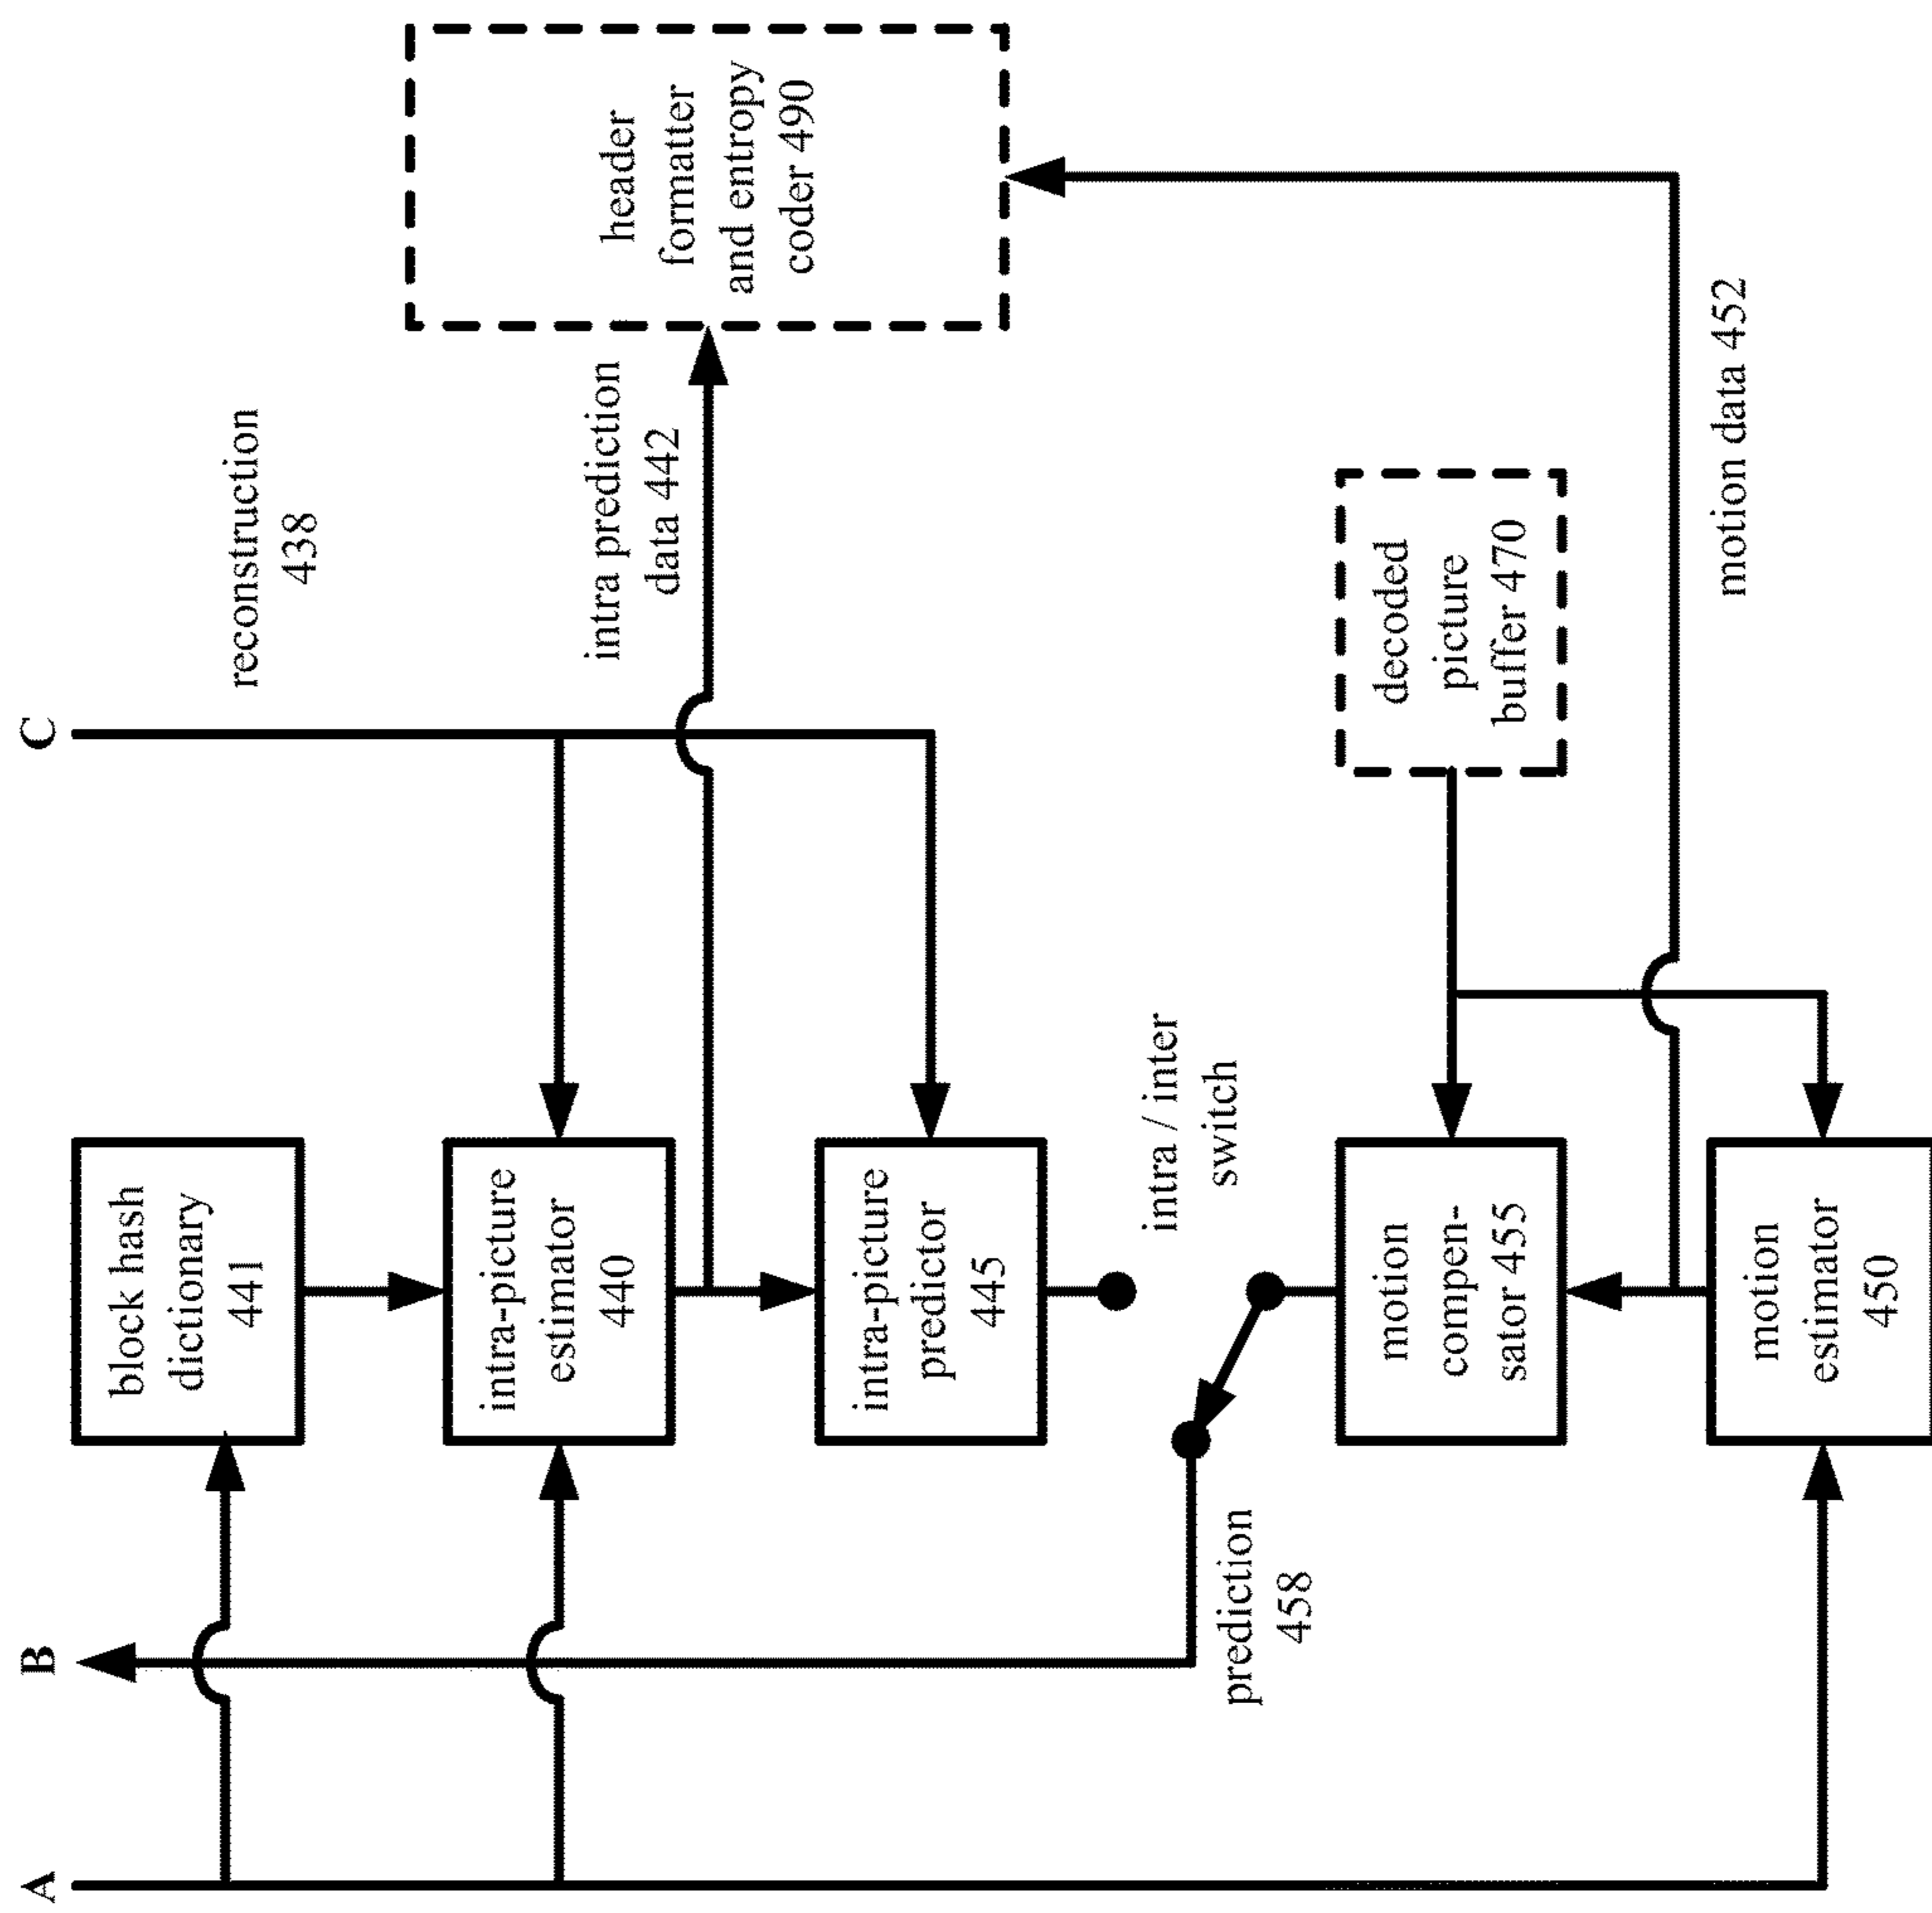 A
B
C
block hash
dictionary
441
reconstruction
438
intra-picture
estimator
440
intra prediction
data 442
header
formatter
and entropy
coder 490
intra-picture
predictor
445
intra / inter
switch
prediction
458
motion
compen-
sator 455
decoded
picture
buffer 470
motion
estimator
450
motion data 452